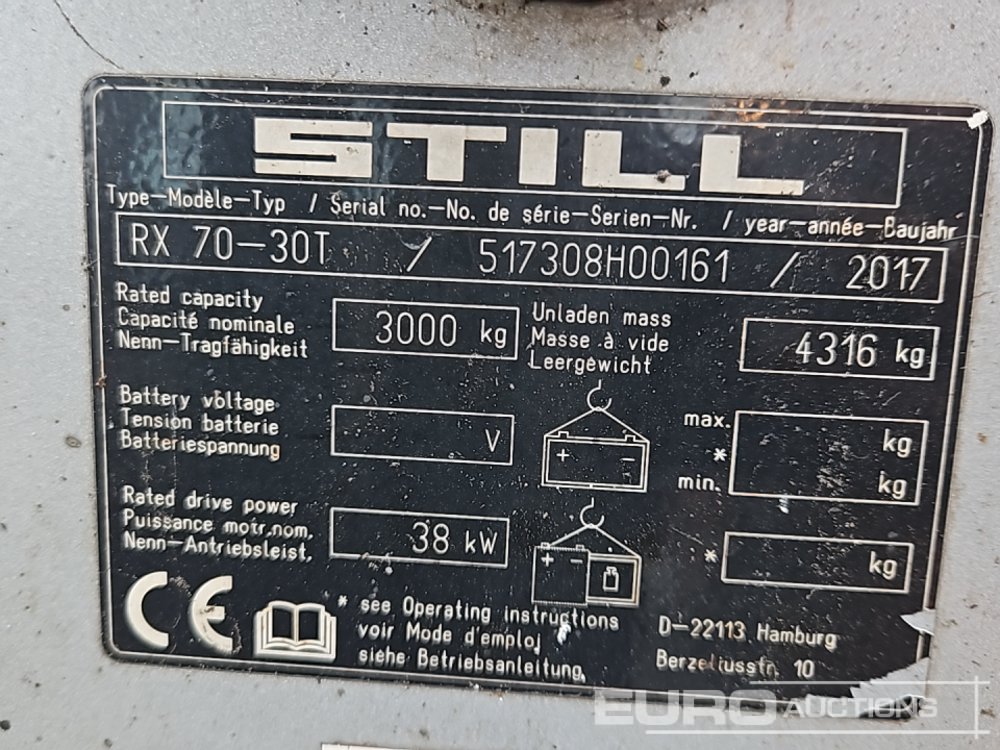 STILL
Type-Modèle-Typ / Serial no.-No. de série-Serien-Nr. / year-année-Baujahr
RX 70-30T / 517308H00161 / 2017
Rated capacity
Capacité nominale
Nenn-Tragfähigkeit
3000 kg
Unladen mass
Masse à vide
Leergewicht
4316 kg
Battery voltage
Tension batterie
Batteriespannung
V
+ -
max. kg
*
min. kg
Rated drive power
Puissance motr.nom.
Nenn-Antriebsleist.
38 kW
+ -
* kg
CE
* see Operating instructions
voir Mode d'emploj
siehe Betriebsanleitung.
D-22113 Hamburg
Berzeliusstr. 10
EURO AUCTIONS